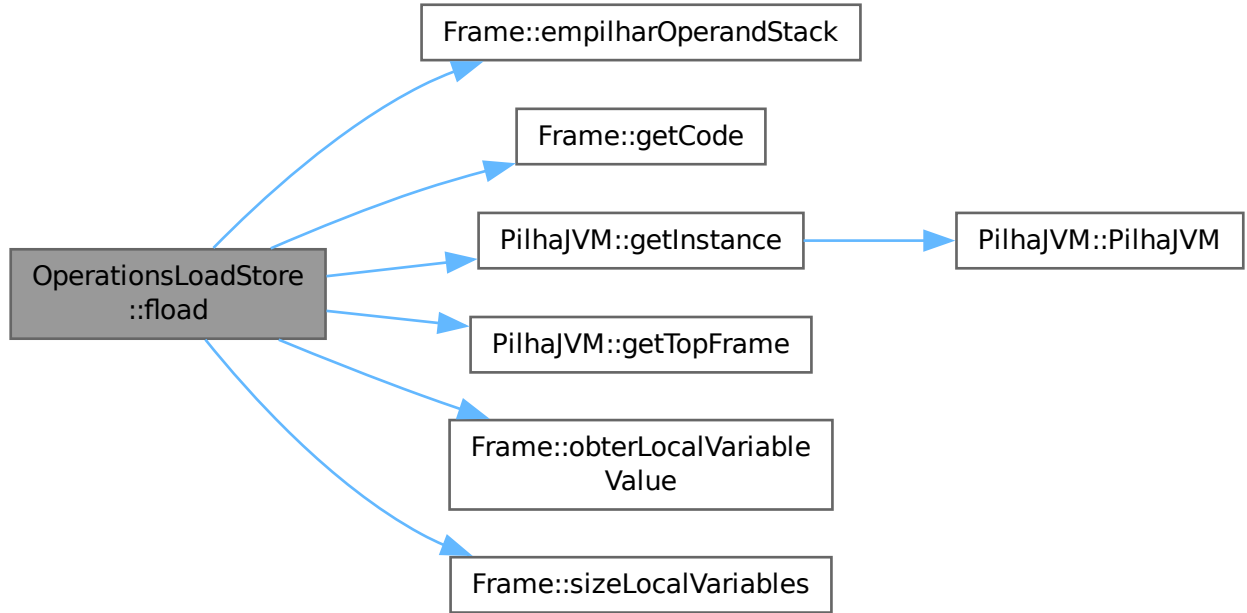 Frame::empilharOperandStack
Frame::getCode
PilhaJVM::getInstance
PilhaJVM::PilhaJVM
OperationsLoadStore
::fload
PilhaJVM::getTopFrame
Frame::obterLocalVariable
Value
Frame::sizeLocalVariables